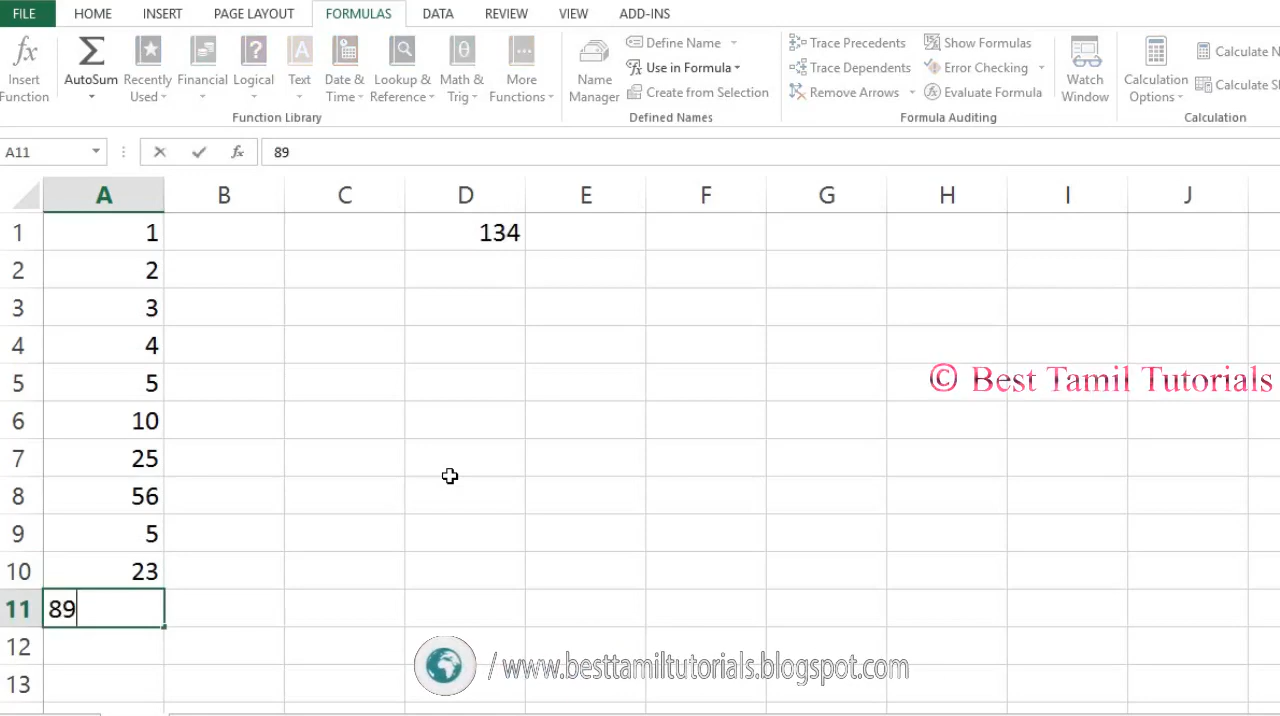 FILE HOME INSERT PAGE LAYOUT FORMULAS DATA REVIEW VIEW ADD-INS
fx Insert Function
Σ AutoSum
Recently Used
Financial
Logical
A Text
Date & Time
Lookup & Reference
θ Math & Trig
More Functions
Function Library
Name Manager
Define Name
Use in Formula
Create from Selection
Defined Names
Trace Precedents
Trace Dependents
Remove Arrows
Show Formulas
Error Checking
Evaluate Formula
Formula Auditing
Watch Window
Calculation Options
Calculate N
Calculate S
Calculation
A11 fx 89
A B C D E F G H I J
1 1 134
2 2
3 3
4 4
5 5
© Best Tamil Tutorials
6 10
7 25
8 56
9 5
10 23
11 89
12
/ www.besttamiltutorials.blogspot.com
13